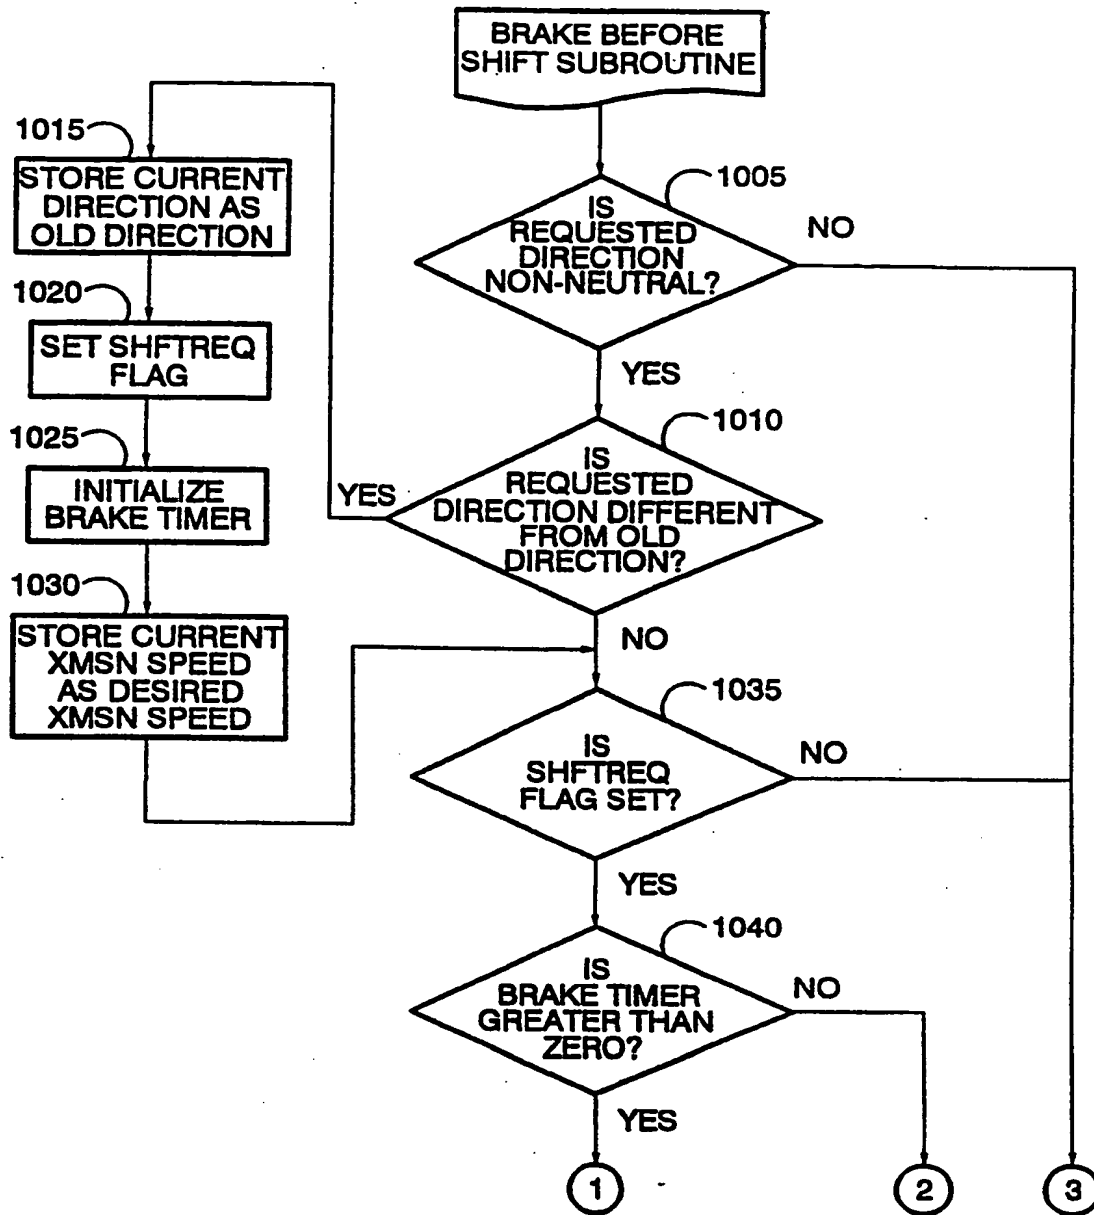 BRAKE BEFORE
SHIFT SUBROUTINE
1005
IS
REQUESTED
DIRECTION
NON-NEUTRAL?
NO
YES
1010
IS
REQUESTED
DIRECTION DIFFERENT
FROM OLD
DIRECTION?
YES
NO
1015
STORE CURRENT
DIRECTION AS
OLD DIRECTION
1020
SET SHFTREQ
FLAG
1025
INITIALIZE
BRAKE TIMER
1030
STORE CURRENT
XMSN SPEED
AS DESIRED
XMSN SPEED
1035
IS
SHFTREQ
FLAG SET?
NO
YES
1040
IS
BRAKE TIMER
GREATER THAN
ZERO?
NO
YES
1
2
3